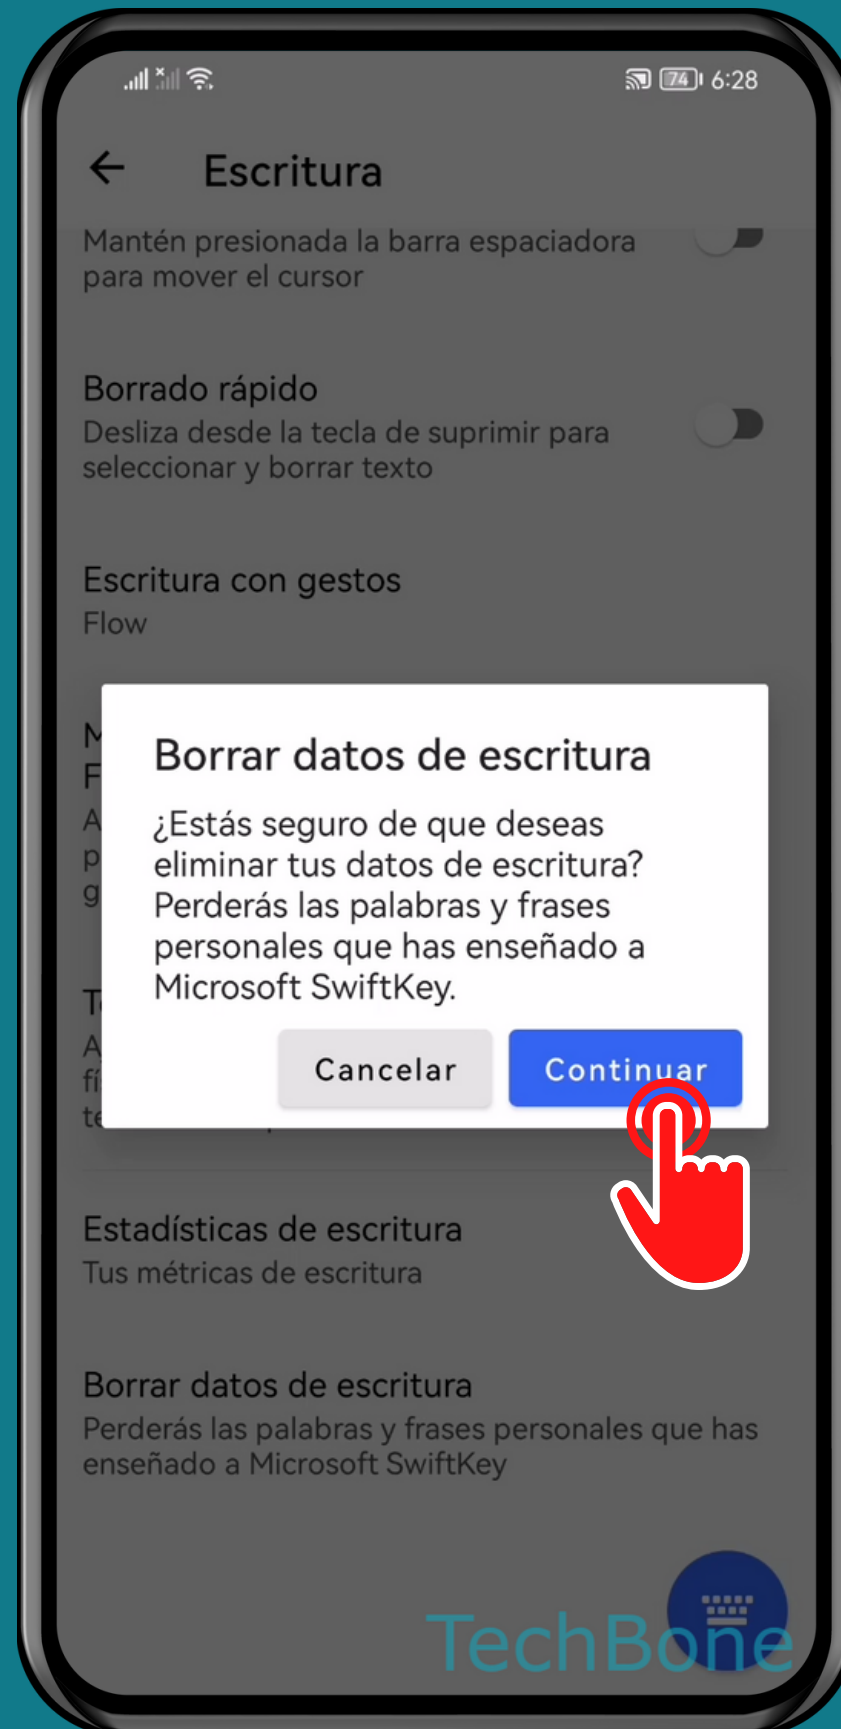 74 6:28
Escritura
Mantén presionada la barra espaciadora
para mover el cursor
Borrado rápido
Desliza desde la tecla de suprimir para
seleccionar y borrar texto
Escritura con gestos
Flow
Borrar datos de escritura
¿Estás seguro de que deseas
eliminar tus datos de escritura?
Perderás las palabras y frases
personales que has enseñado a
Microsoft SwiftKey.
Cancelar Continuar
Estadísticas de escritura
Tus métricas de escritura
Borrar datos de escritura
Perderás las palabras y frases personales que has
enseñado a Microsoft SwiftKey
TechBone